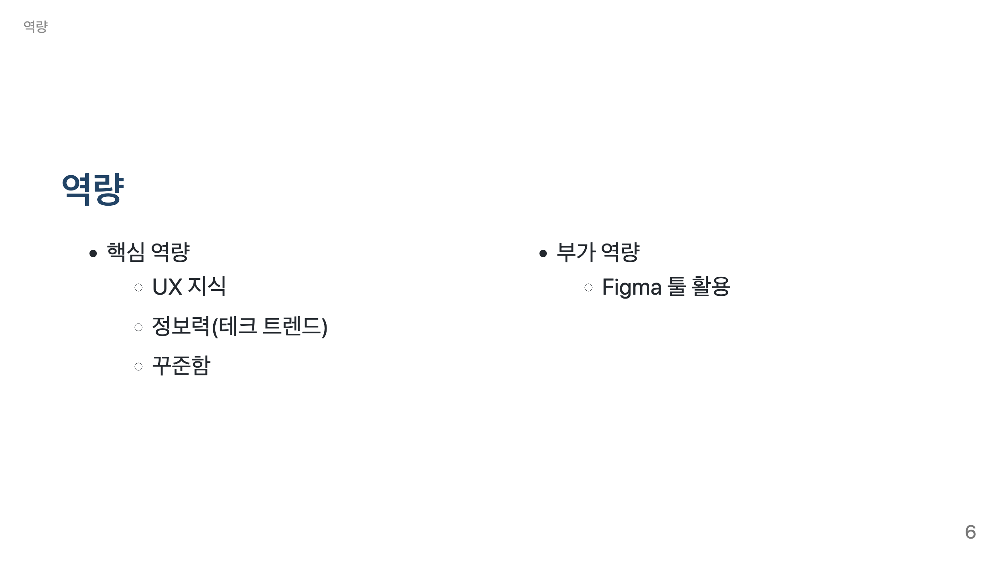 역량
역량
핵심 역량
UX 지식
정보력(테크 트렌드)
꾸준함
부가 역량
Figma 툴 활용
6